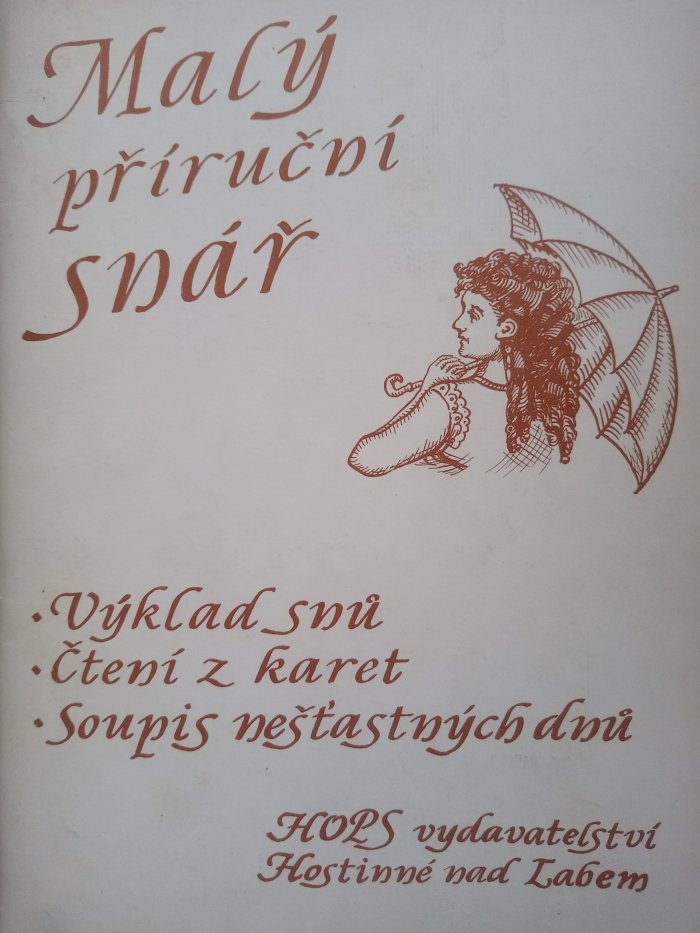 Malý
příruční
snář
· Výklad snů
· Čtení z karet
· Soupis nešťastných dnů
HOPS vydavatelství
Hostinné nad Labem